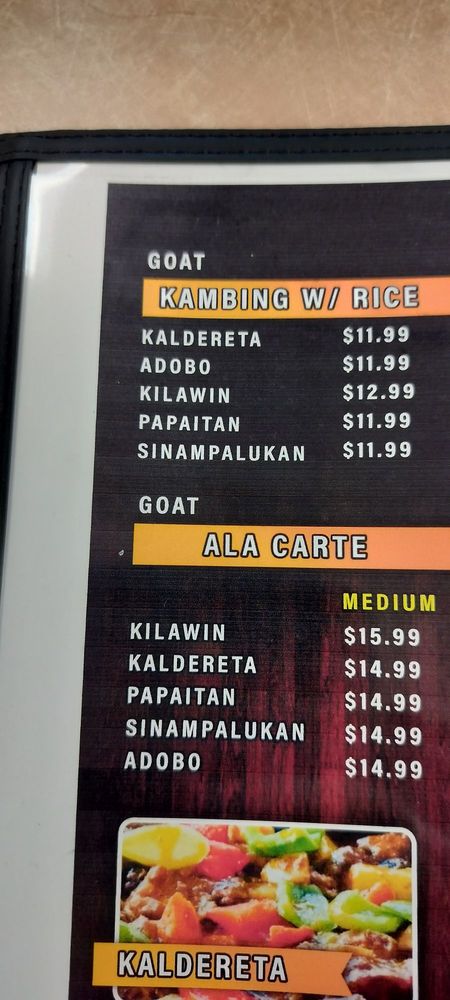 GOAT
KAMBING W/ RICE
KALDERETA $11.99
ADOBO $11.99
KILAWIN $12.99
PAPAITAN $11.99
SINAMPALUKAN $11.99
GOAT
ALA CARTE
MEDIUM
KILAWIN $15.99
KALDERETA $14.99
PAPAITAN $14.99
SINAMPALUKAN $14.99
ADOBO $14.99
KALDERETA